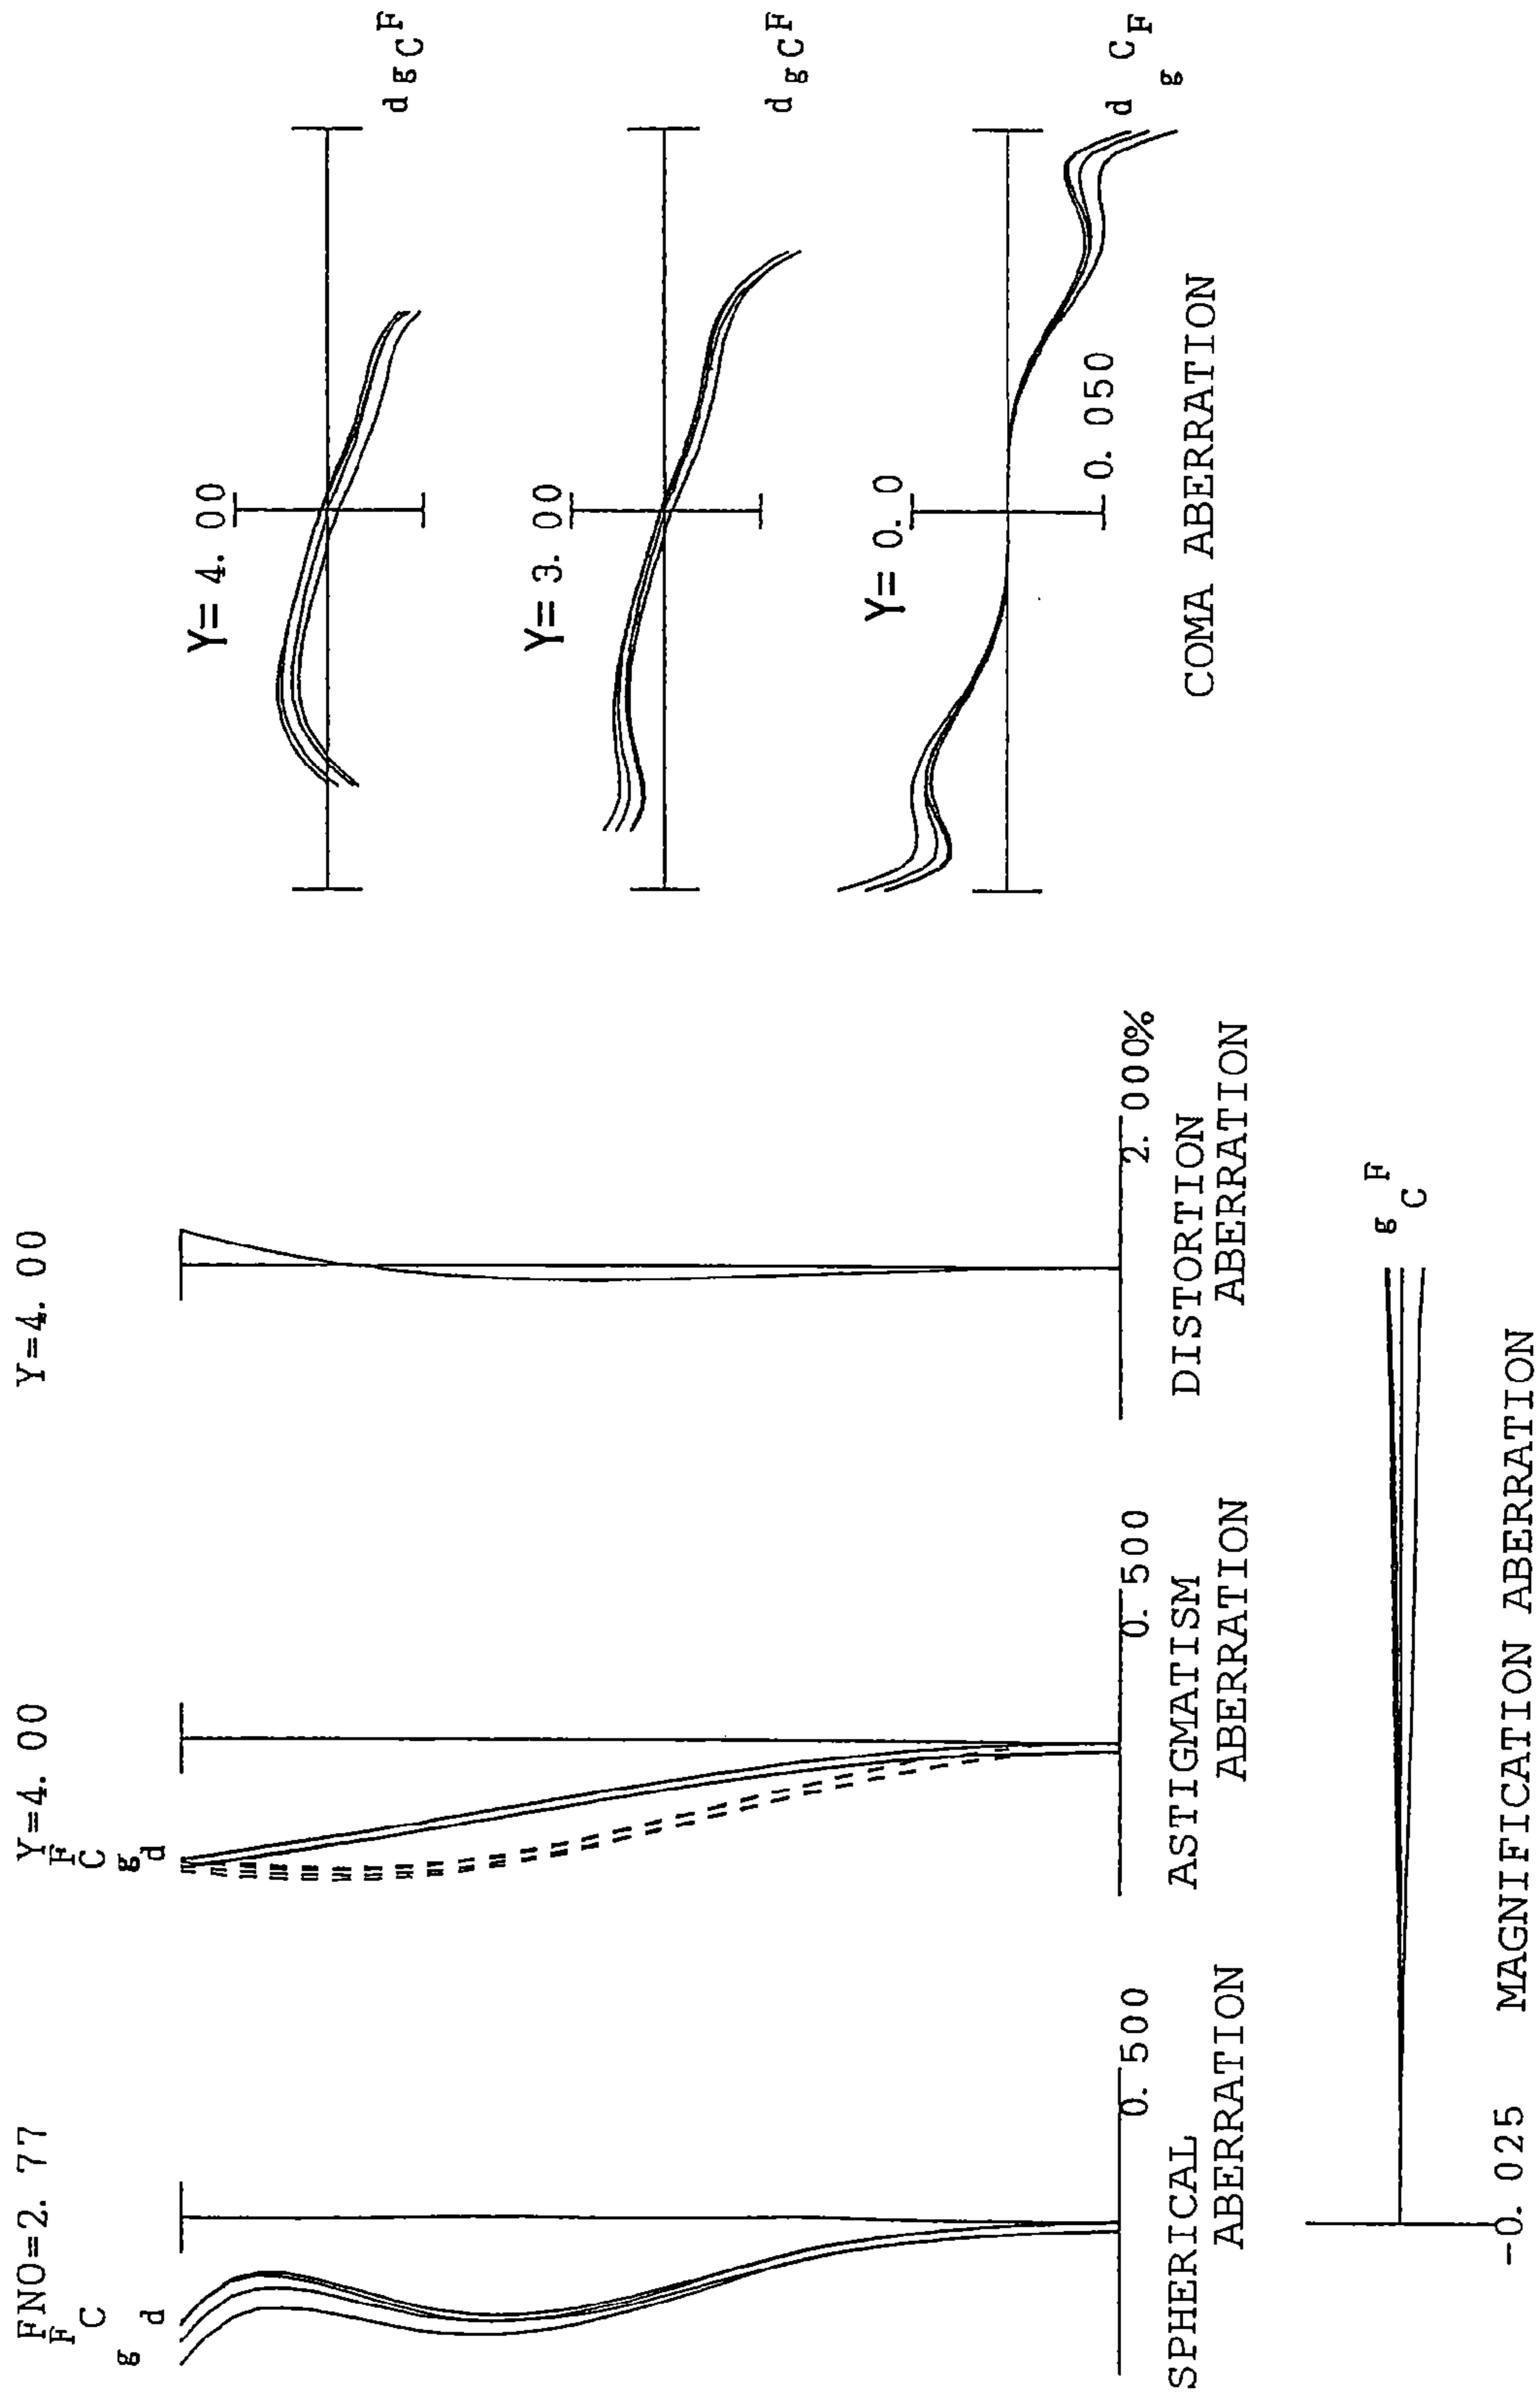 FNO=2. 77
F
C
g
d
0. 500
SPHERICAL
ABERRATION
Y=4. 00
F
C
g
d
0. 500
ASTIGMATISM
ABERRATION
Y=4. 00
2. 000%
DISTORTION
ABERRATION
Y= 4. 00
d g C F
Y= 3. 00
d g C F
Y= 0. 0
d g C F
0. 050
COMA ABERRATION
g F
C
-0. 025
MAGNIFICATION ABERRATION